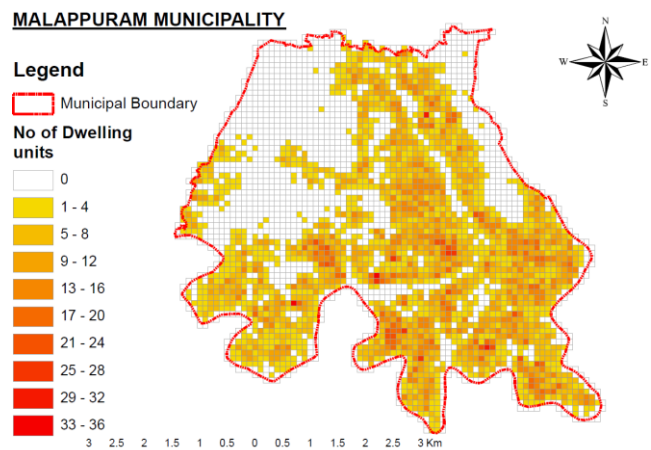 MALAPPURAM MUNICIPALITY
N
W
E
S
Legend
Municipal Boundary
No of Dwelling
units
0
1 - 4
5 - 8
9 - 12
13 - 16
17 - 20
21 - 24
25 - 28
29 - 32
33 - 36
3 2.5 2 1.5 1 0.5 0 0.5 1 1.5 2 2.5 3 Km